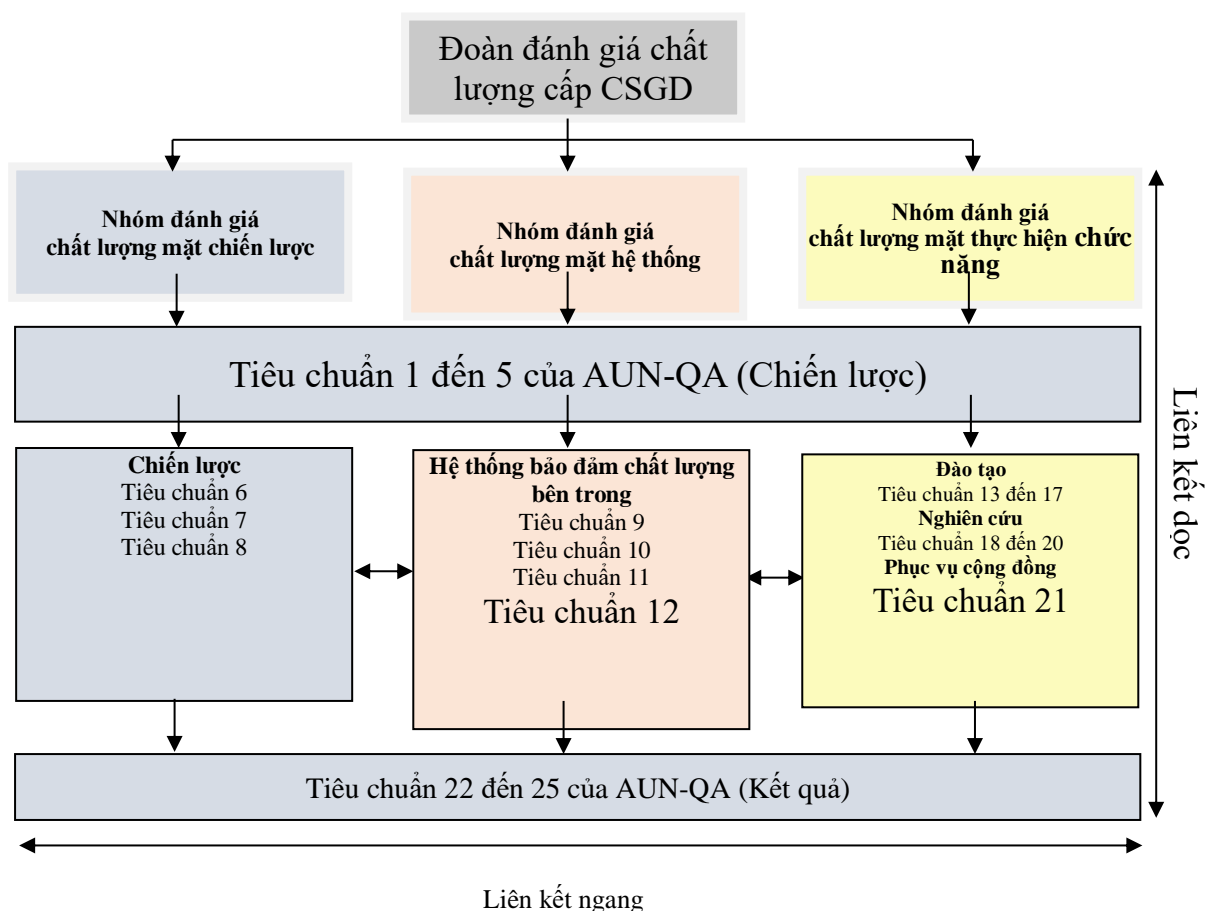 Đoàn đánh giá chất
lượng cấp CSGD
Nhóm đánh giá
chất lượng mặt chiến lược
Nhóm đánh giá
chất lượng mặt hệ thống
Nhóm đánh giá
chất lượng mặt thực hiện chức
năng
Tiêu chuẩn 1 đến 5 của AUN-QA (Chiến lược)
Chiến lược
Tiêu chuẩn 6
Tiêu chuẩn 7
Tiêu chuẩn 8
Hệ thống bảo đảm chất lượng
bên trong
Tiêu chuẩn 9
Tiêu chuẩn 10
Tiêu chuẩn 11
Tiêu chuẩn 12
Đào tạo
Tiêu chuẩn 13 đến 17
Nghiên cứu
Tiêu chuẩn 18 đến 20
Phục vụ cộng đồng
Tiêu chuẩn 21
Liên kết dọc
Tiêu chuẩn 22 đến 25 của AUN-QA (Kết quả)
Liên kết ngang